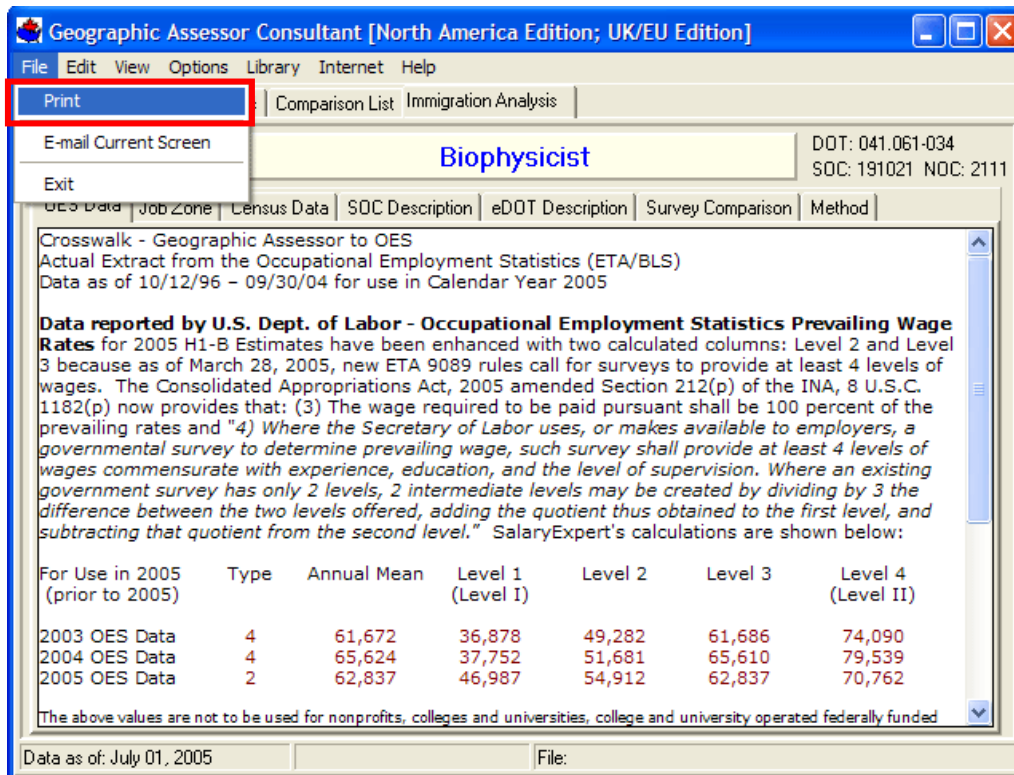 Geographic Assessor Consultant [North America Edition; UK/EU Edition]
File Edit View Options Library Internet Help
Print
E-mail Current Screen
Exit
Comparison List Immigration Analysis
Biophysicist
DOT: 041.061-034
SOC: 191021 NOC: 2111
OES Data Job Zone Census Data SOC Description eDOT Description Survey Comparison Method
Crosswalk - Geographic Assessor to OES
Actual Extract from the Occupational Employment Statistics (ETA/BLS)
Data as of 10/12/96 – 09/30/04 for use in Calendar Year 2005
Data reported by U.S. Dept. of Labor - Occupational Employment Statistics Prevailing Wage
Rates for 2005 H1-B Estimates have been enhanced with two calculated columns: Level 2 and Level
3 because as of March 28, 2005, new ETA 9089 rules call for surveys to provide at least 4 levels of
wages. The Consolidated Appropriations Act, 2005 amended Section 212(p) of the INA, 8 U.S.C.
1182(p) now provides that: (3) The wage required to be paid pursuant shall be 100 percent of the
prevailing rates and "4) Where the Secretary of Labor uses, or makes available to employers, a
governmental survey to determine prevailing wage, such survey shall provide at least 4 levels of
wages commensurate with experience, education, and the level of supervision. Where an existing
government survey has only 2 levels, 2 intermediate levels may be created by dividing by 3 the
difference between the two levels offered, adding the quotient thus obtained to the first level, and
subtracting that quotient from the second level." SalaryExpert's calculations are shown below:
For Use in 2005 Type Annual Mean Level 1 Level 2 Level 3 Level 4
(prior to 2005) (Level I) (Level II)
2003 OES Data 4 61,672 36,878 49,282 61,686 74,090
2004 OES Data 4 65,624 37,752 51,681 65,610 79,539
2005 OES Data 2 62,837 46,987 54,912 62,837 70,762
The above values are not to be used for nonprofits, colleges and universities, college and university operated federally funded
Data as of: July 01, 2005 File: